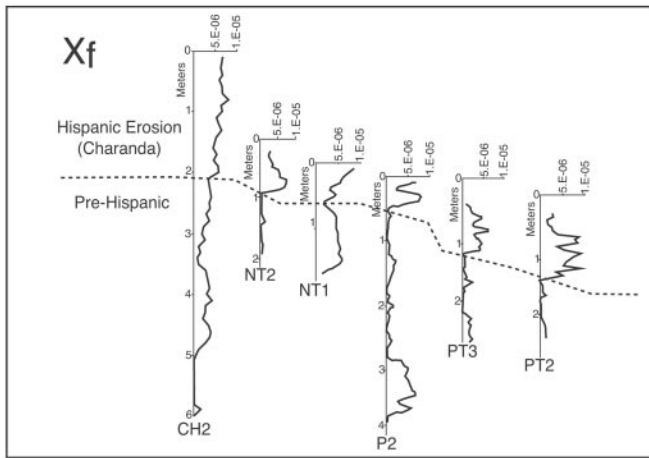 Xf
Hispanic Erosion
(Charanda)
Pre-Hispanic
0
5.E-06
1.E-05
Meters
1
2
3
4
5
6
CH2
0
5.E-06
1.E-05
Meters
1
2
NT2
0
5.E-06
1.E-05
Meters
1
NT1
0
5.E-06
1.E-05
Meters
1
2
3
4
P2
0
5.E-06
1.E-05
Meters
1
2
PT3
0
5.E-06
1.E-05
Meters
1
2
PT2